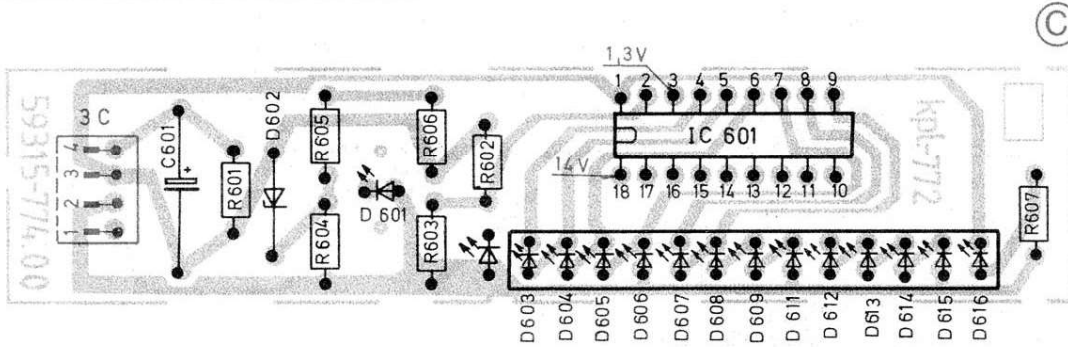 ©
1,3V
1 2 3 4 5 6 7 8 9
IC 601
14V
18 17 16 15 14 13 12 11 10
59315-774.00
3 C
4
3
2
1
C601
+
R601
D602
R605
R604
D 601
R606
R603
R602
kpt-7772
R607
D603
D604
D605
D606
D607
D608
D609
D611
D612
D613
D614
D615
D616